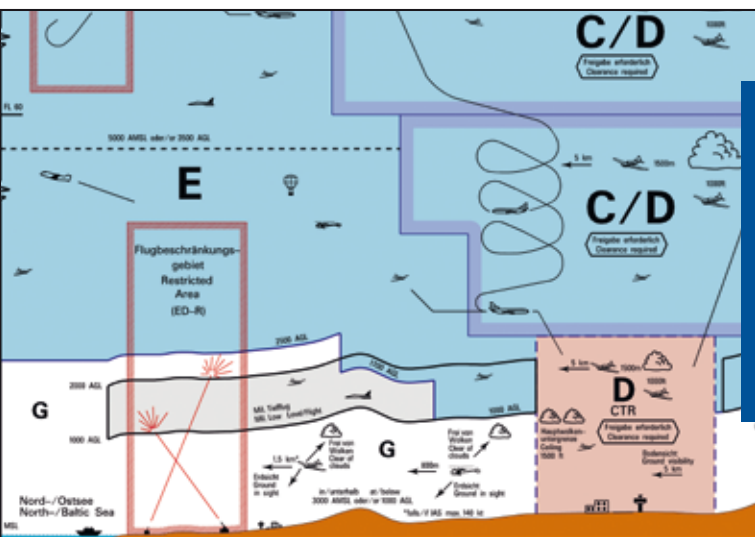 C/D
Freigabe erforderlich
Clearance required
1000ft
FL 60
5000 AMSL oder/or 3500 AGL
E
5 km
1500m
1000ft
C/D
Freigabe erforderlich
Clearance required
Flugbeschränkungs-
gebiet
Restricted
Area
(ED-R)
2500 AGL
1700 AGL
2000 AGL
G
1000 AGL
Mil. Tiefflug
Mil. Low Level/Flight
1000 AGL
5 km
1500m
1000ft
D
CTR
Freigabe erforderlich
Clearance required
Hauptwolken-
untergrenze
Ceiling
1500 ft
Bodensicht
Ground visibility
5 km
Frei von
Wolken
Clear of
clouds
1.5 km*
Erdsicht
Ground
in sight
G
800m
Frei von
Wolken
Clear of
clouds
Erdsicht
Ground in sight
in/unterhalb at/below
3000 AMSL oder/or 1000 AGL
*falls/if IAS max. 140 kt
Nord-/Ostsee
North-/Baltic Sea
MSL